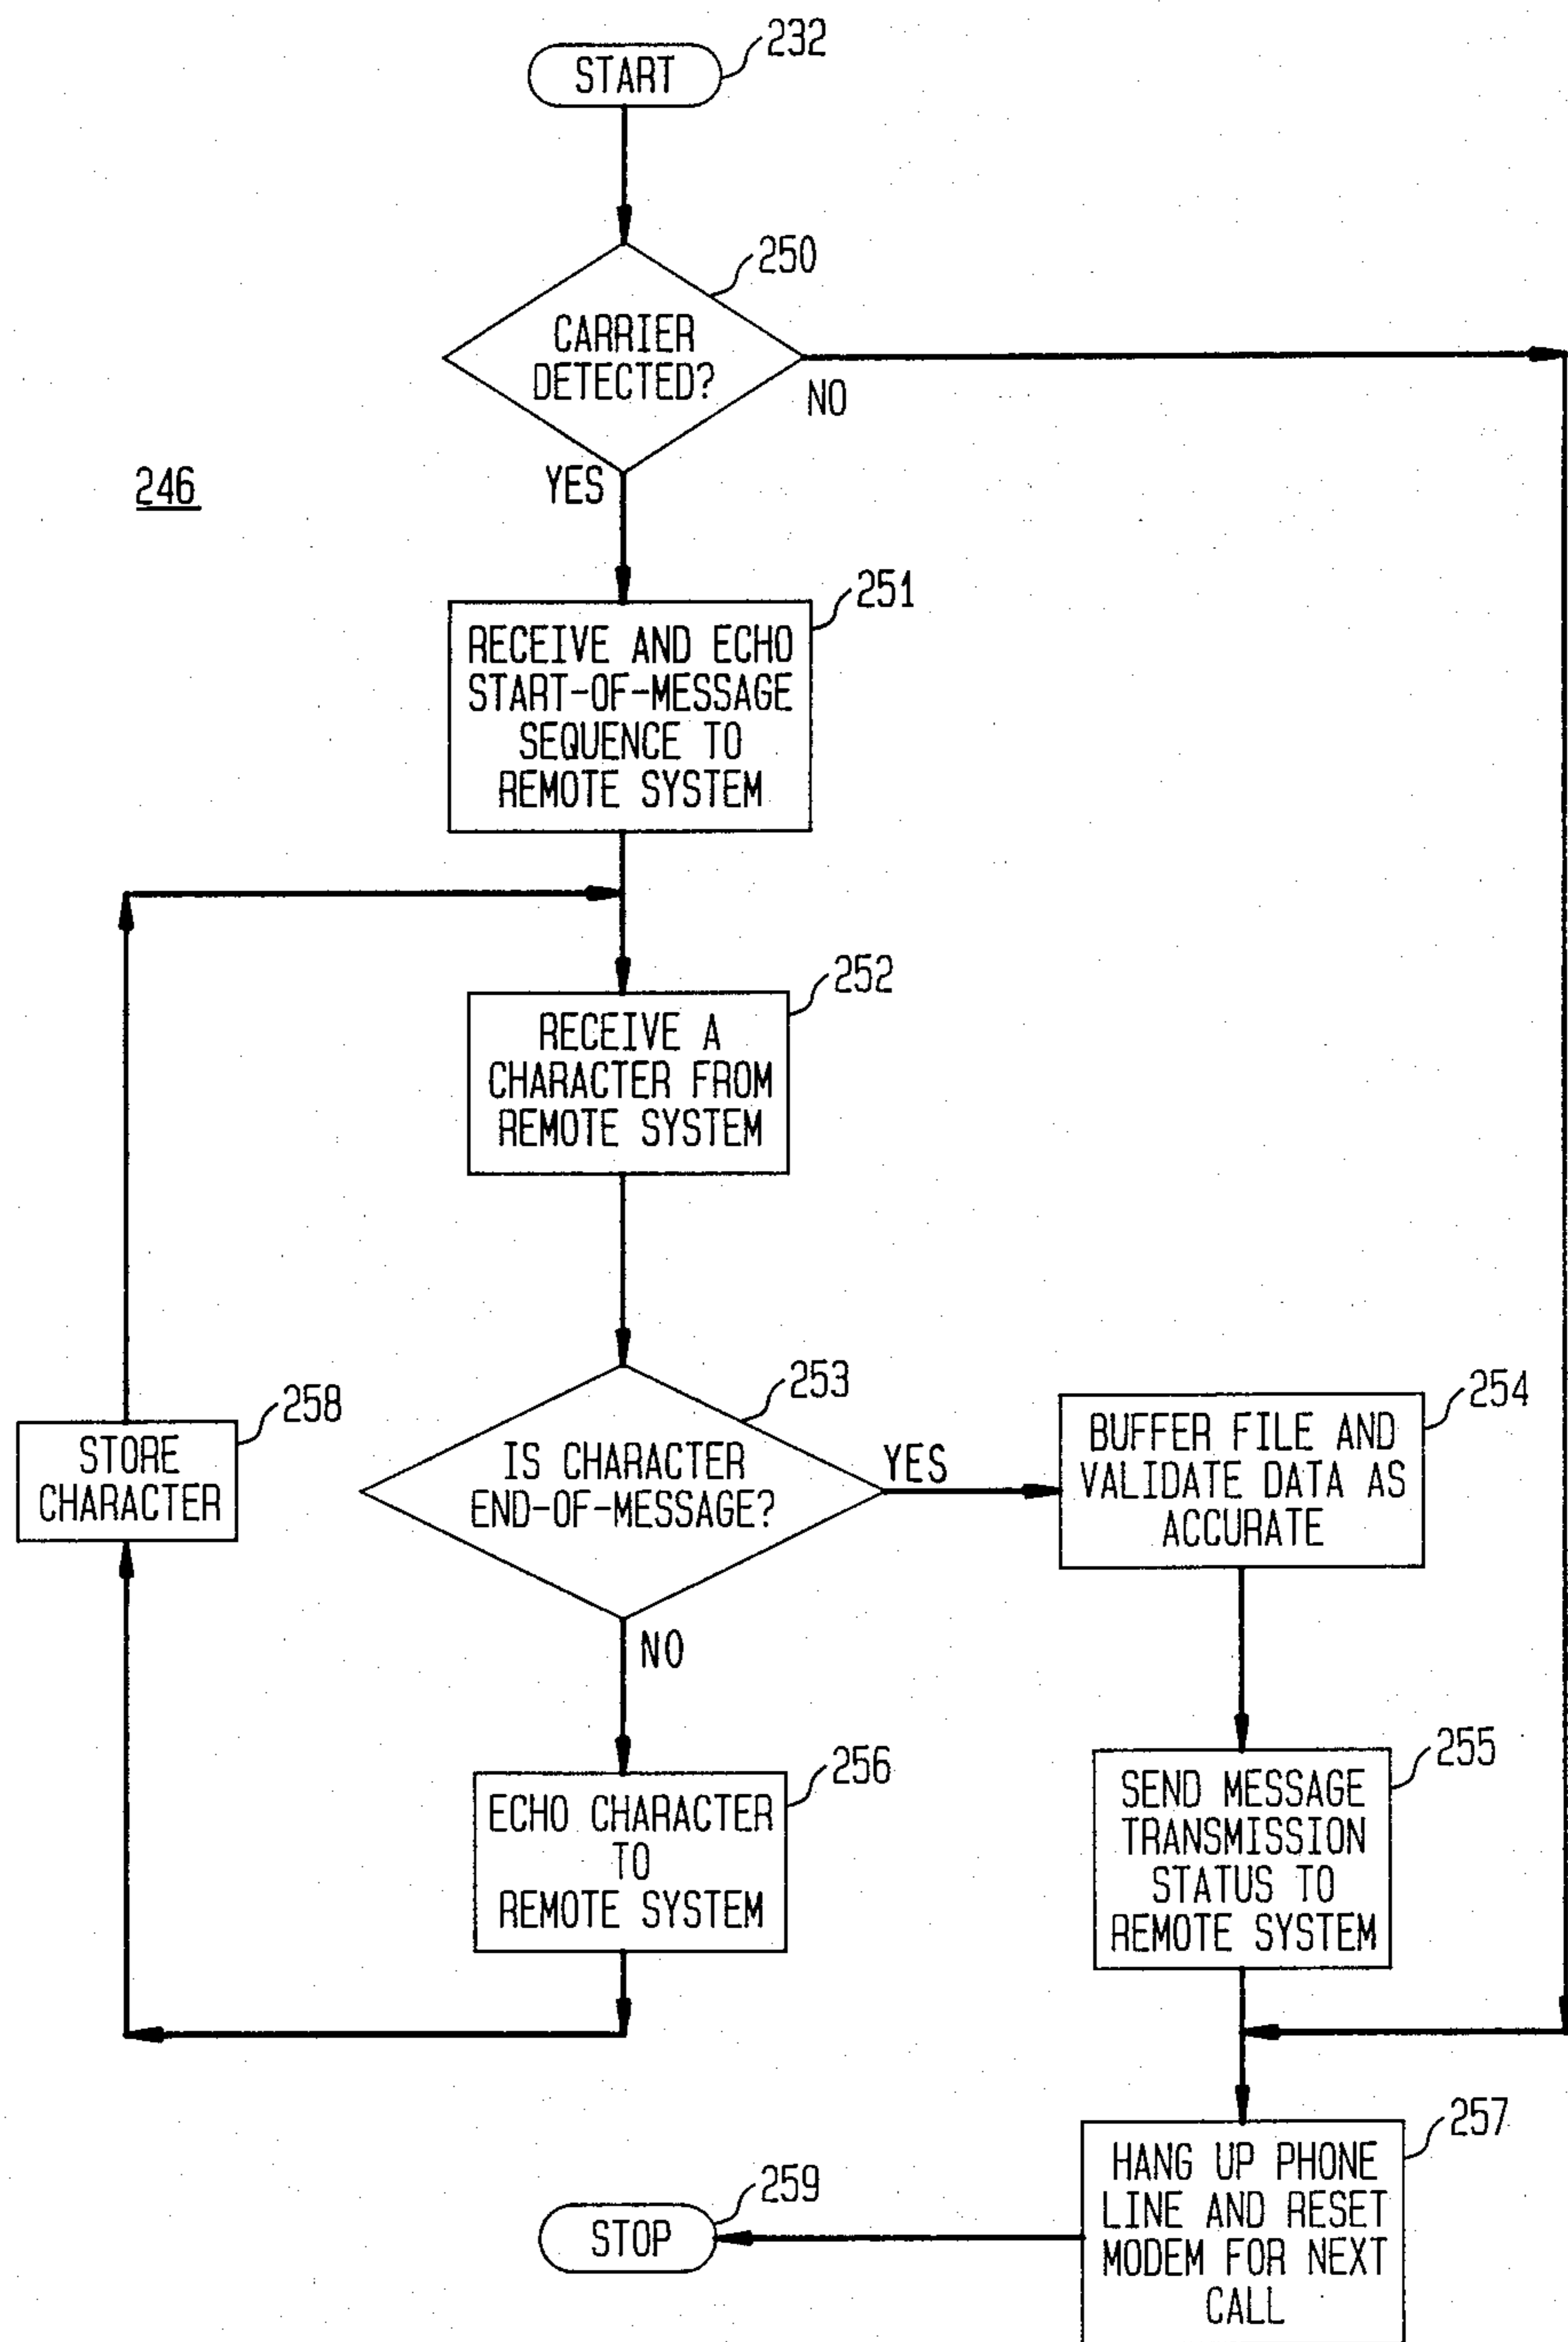 232
START
250
CARRIER
DETECTED?
NO
246
YES
251
RECEIVE AND ECHO
START-OF-MESSAGE
SEQUENCE TO
REMOTE SYSTEM
252
RECEIVE A
CHARACTER FROM
REMOTE SYSTEM
253
IS CHARACTER
END-OF-MESSAGE?
YES
254
BUFFER FILE AND
VALIDATE DATA AS
ACCURATE
258
STORE
CHARACTER
NO
256
ECHO CHARACTER
TO
REMOTE SYSTEM
255
SEND MESSAGE
TRANSMISSION
STATUS TO
REMOTE SYSTEM
257
HANG UP PHONE
LINE AND RESET
MODEM FOR NEXT
CALL
259
STOP